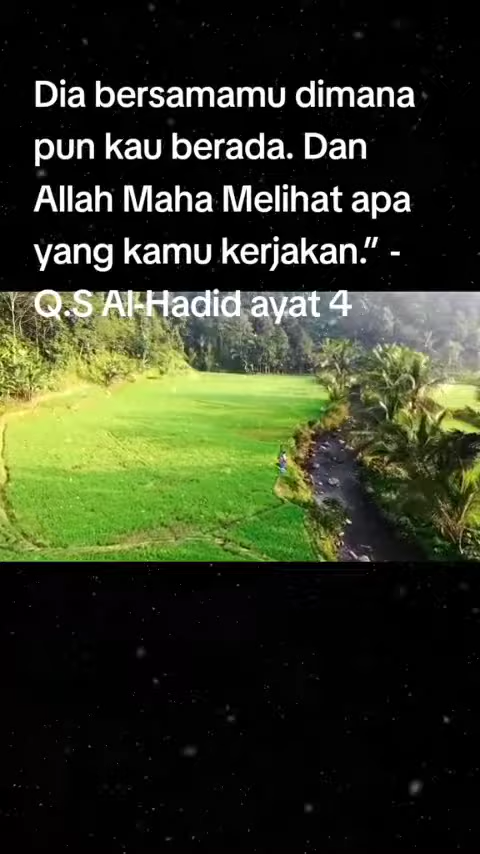 Dia bersamamu dimana
pun kau berada. Dan
Allah Maha Melihat apa
yang kamu kerjakan.” -
Q.S Al-Hadid ayat 4